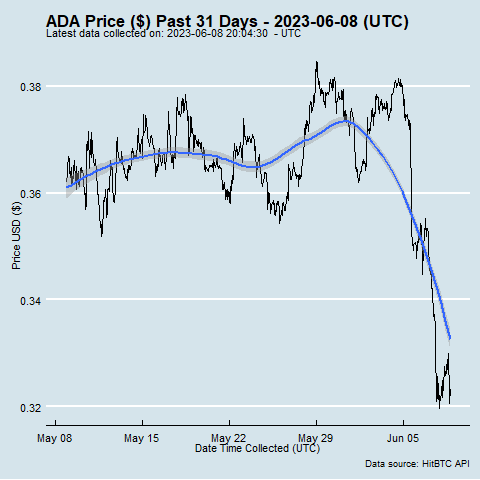 ADA Price ($) Past 31 Days - 2023-06-08 (UTC)
Latest data collected on: 2023-06-08 20:04:30  - UTC
0.38
0.36
0.34
0.32
Price USD ($)
May 08 May 15 May 22 May 29 Jun 05
Date Time Collected (UTC)
Data source: HitBTC API